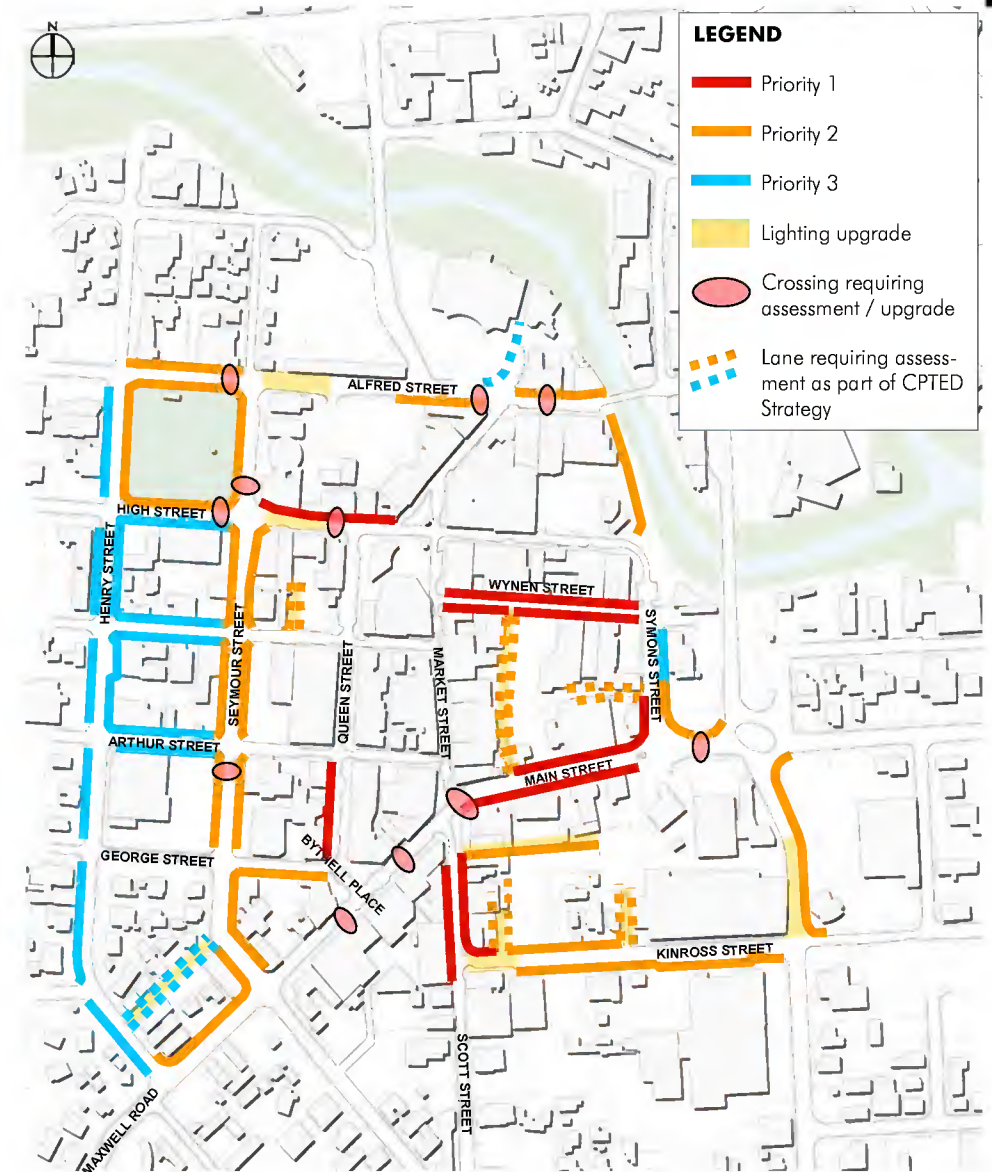 N
LEGEND
Priority 1
Priority 2
Priority 3
Lighting upgrade
Crossing requiring
assessment / upgrade
Lane requiring assess-
ment as part of CPTED
Strategy
ALFRED STREET
HIGH STREET
HENRY STREET
WYNEN STREET
SEYMOUR STREET
QUEEN STREET
MARKET STREET
SYMONS STREET
ARTHUR STREET
MAIN STREET
GEORGE STREET
BYTHELL PLACE
KINROSS STREET
SCOTT STREET
MAXWELL ROAD